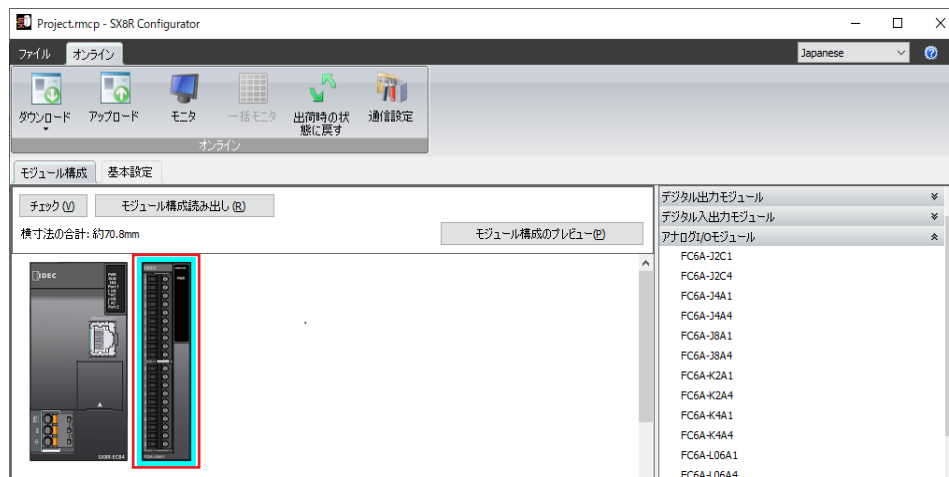 Project.rmcp - SX8R Configurator
ファイル オンライン Japanese
ダウンロード アップロード モニタ 一括モニタ 出荷時の状態に戻す 通信設定
オンライン
モジュール構成 基本設定
チェック(V) モジュール構成読み出し(R)
横寸法の合計: 約70.8mm モジュール構成のプレビュー(P)
デジタル出力モジュール
デジタル入出力モジュール
アナログI/Oモジュール
FC6A-J2C1
FC6A-J2C4
FC6A-J4A1
FC6A-J4A4
FC6A-J8A1
FC6A-J8A4
FC6A-K2A1
FC6A-K2A4
FC6A-K4A1
FC6A-K4A4
FC6A-L06A1
FC6A-L06A4
IDEC
PWR
IDEC
PWR
SX8R-ECB4